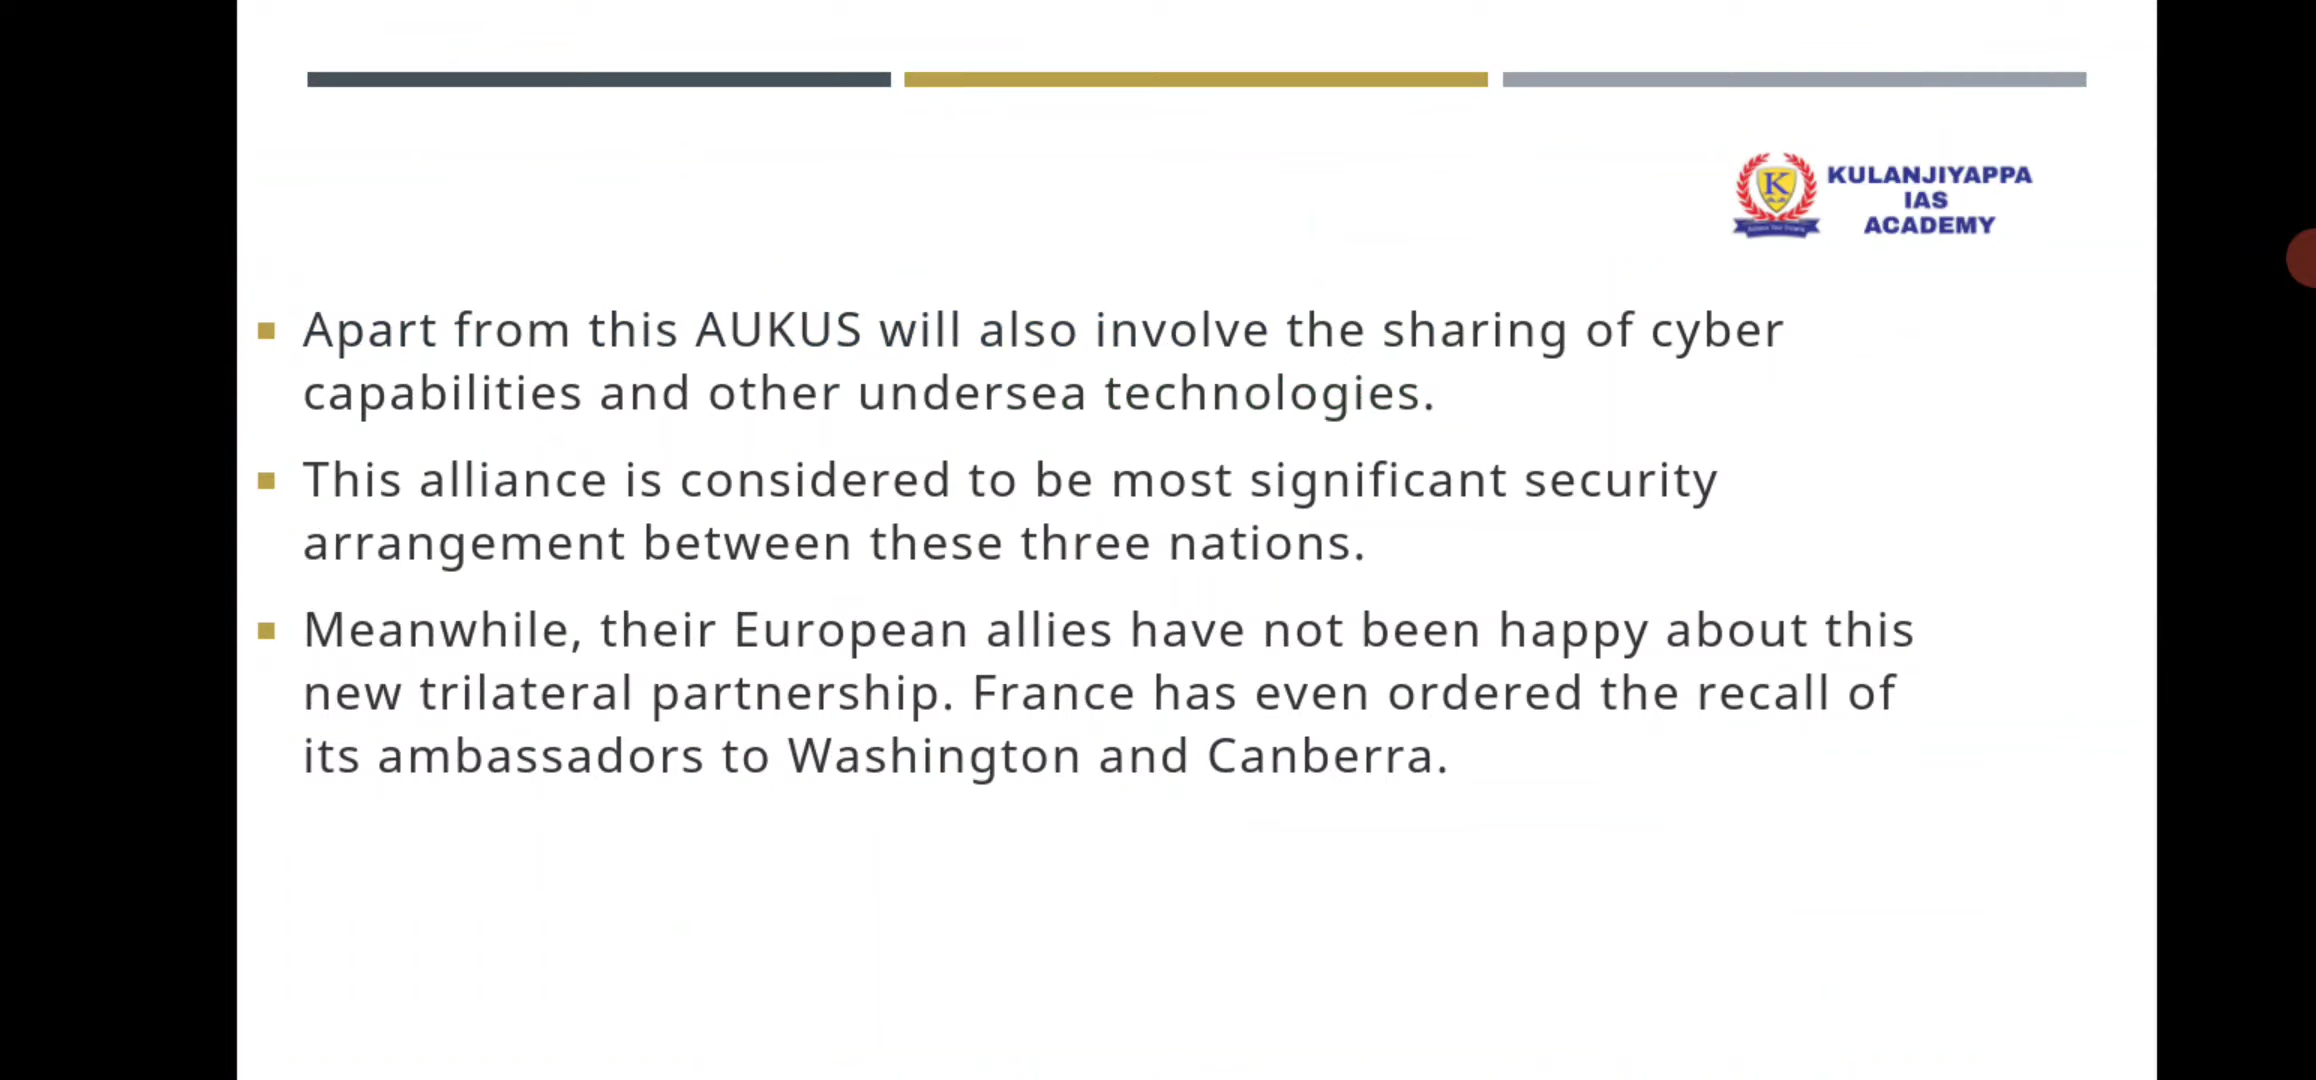 KULANJIYAPPA
IAS
ACADEMY
K
Apart from this AUKUS will also involve the sharing of cyber
capabilities and other undersea technologies.
This alliance is considered to be most significant security
arrangement between these three nations.
Meanwhile, their European allies have not been happy about this
new trilateral partnership. France has even ordered the recall of
its ambassadors to Washington and Canberra.